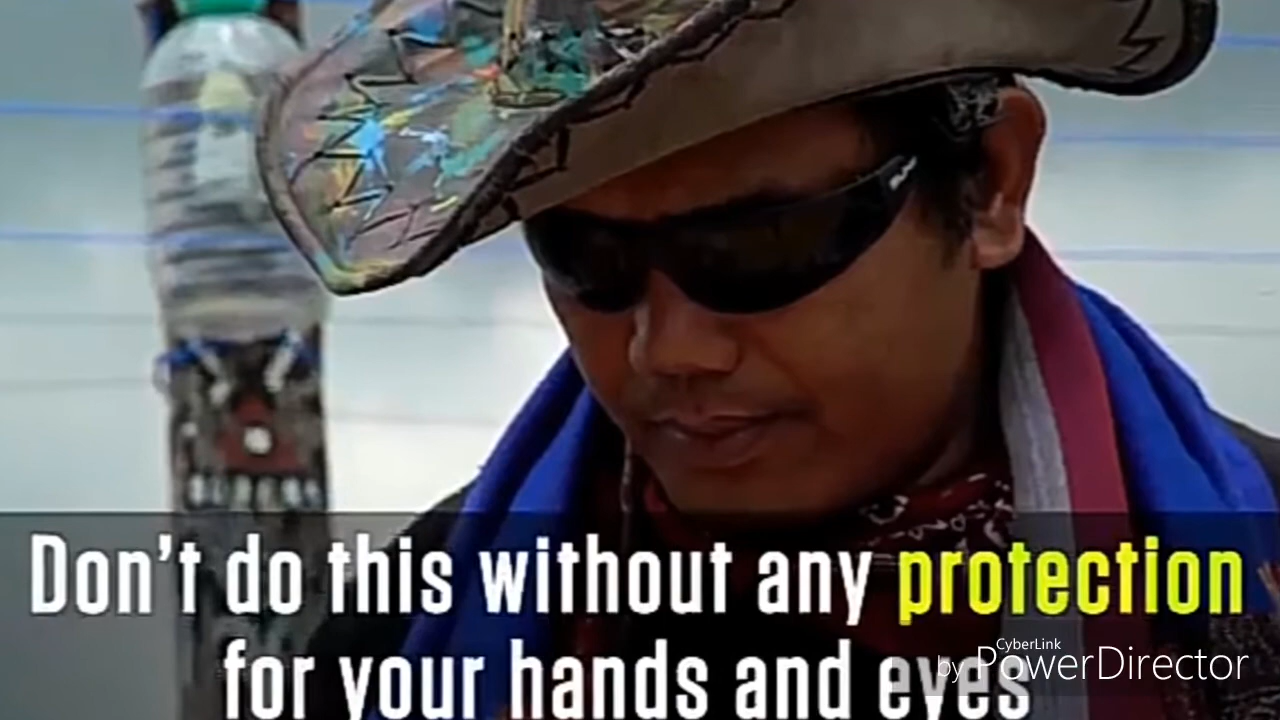 Don't do this without any protection
for your hands and eyes
CyberLink
by PowerDirector